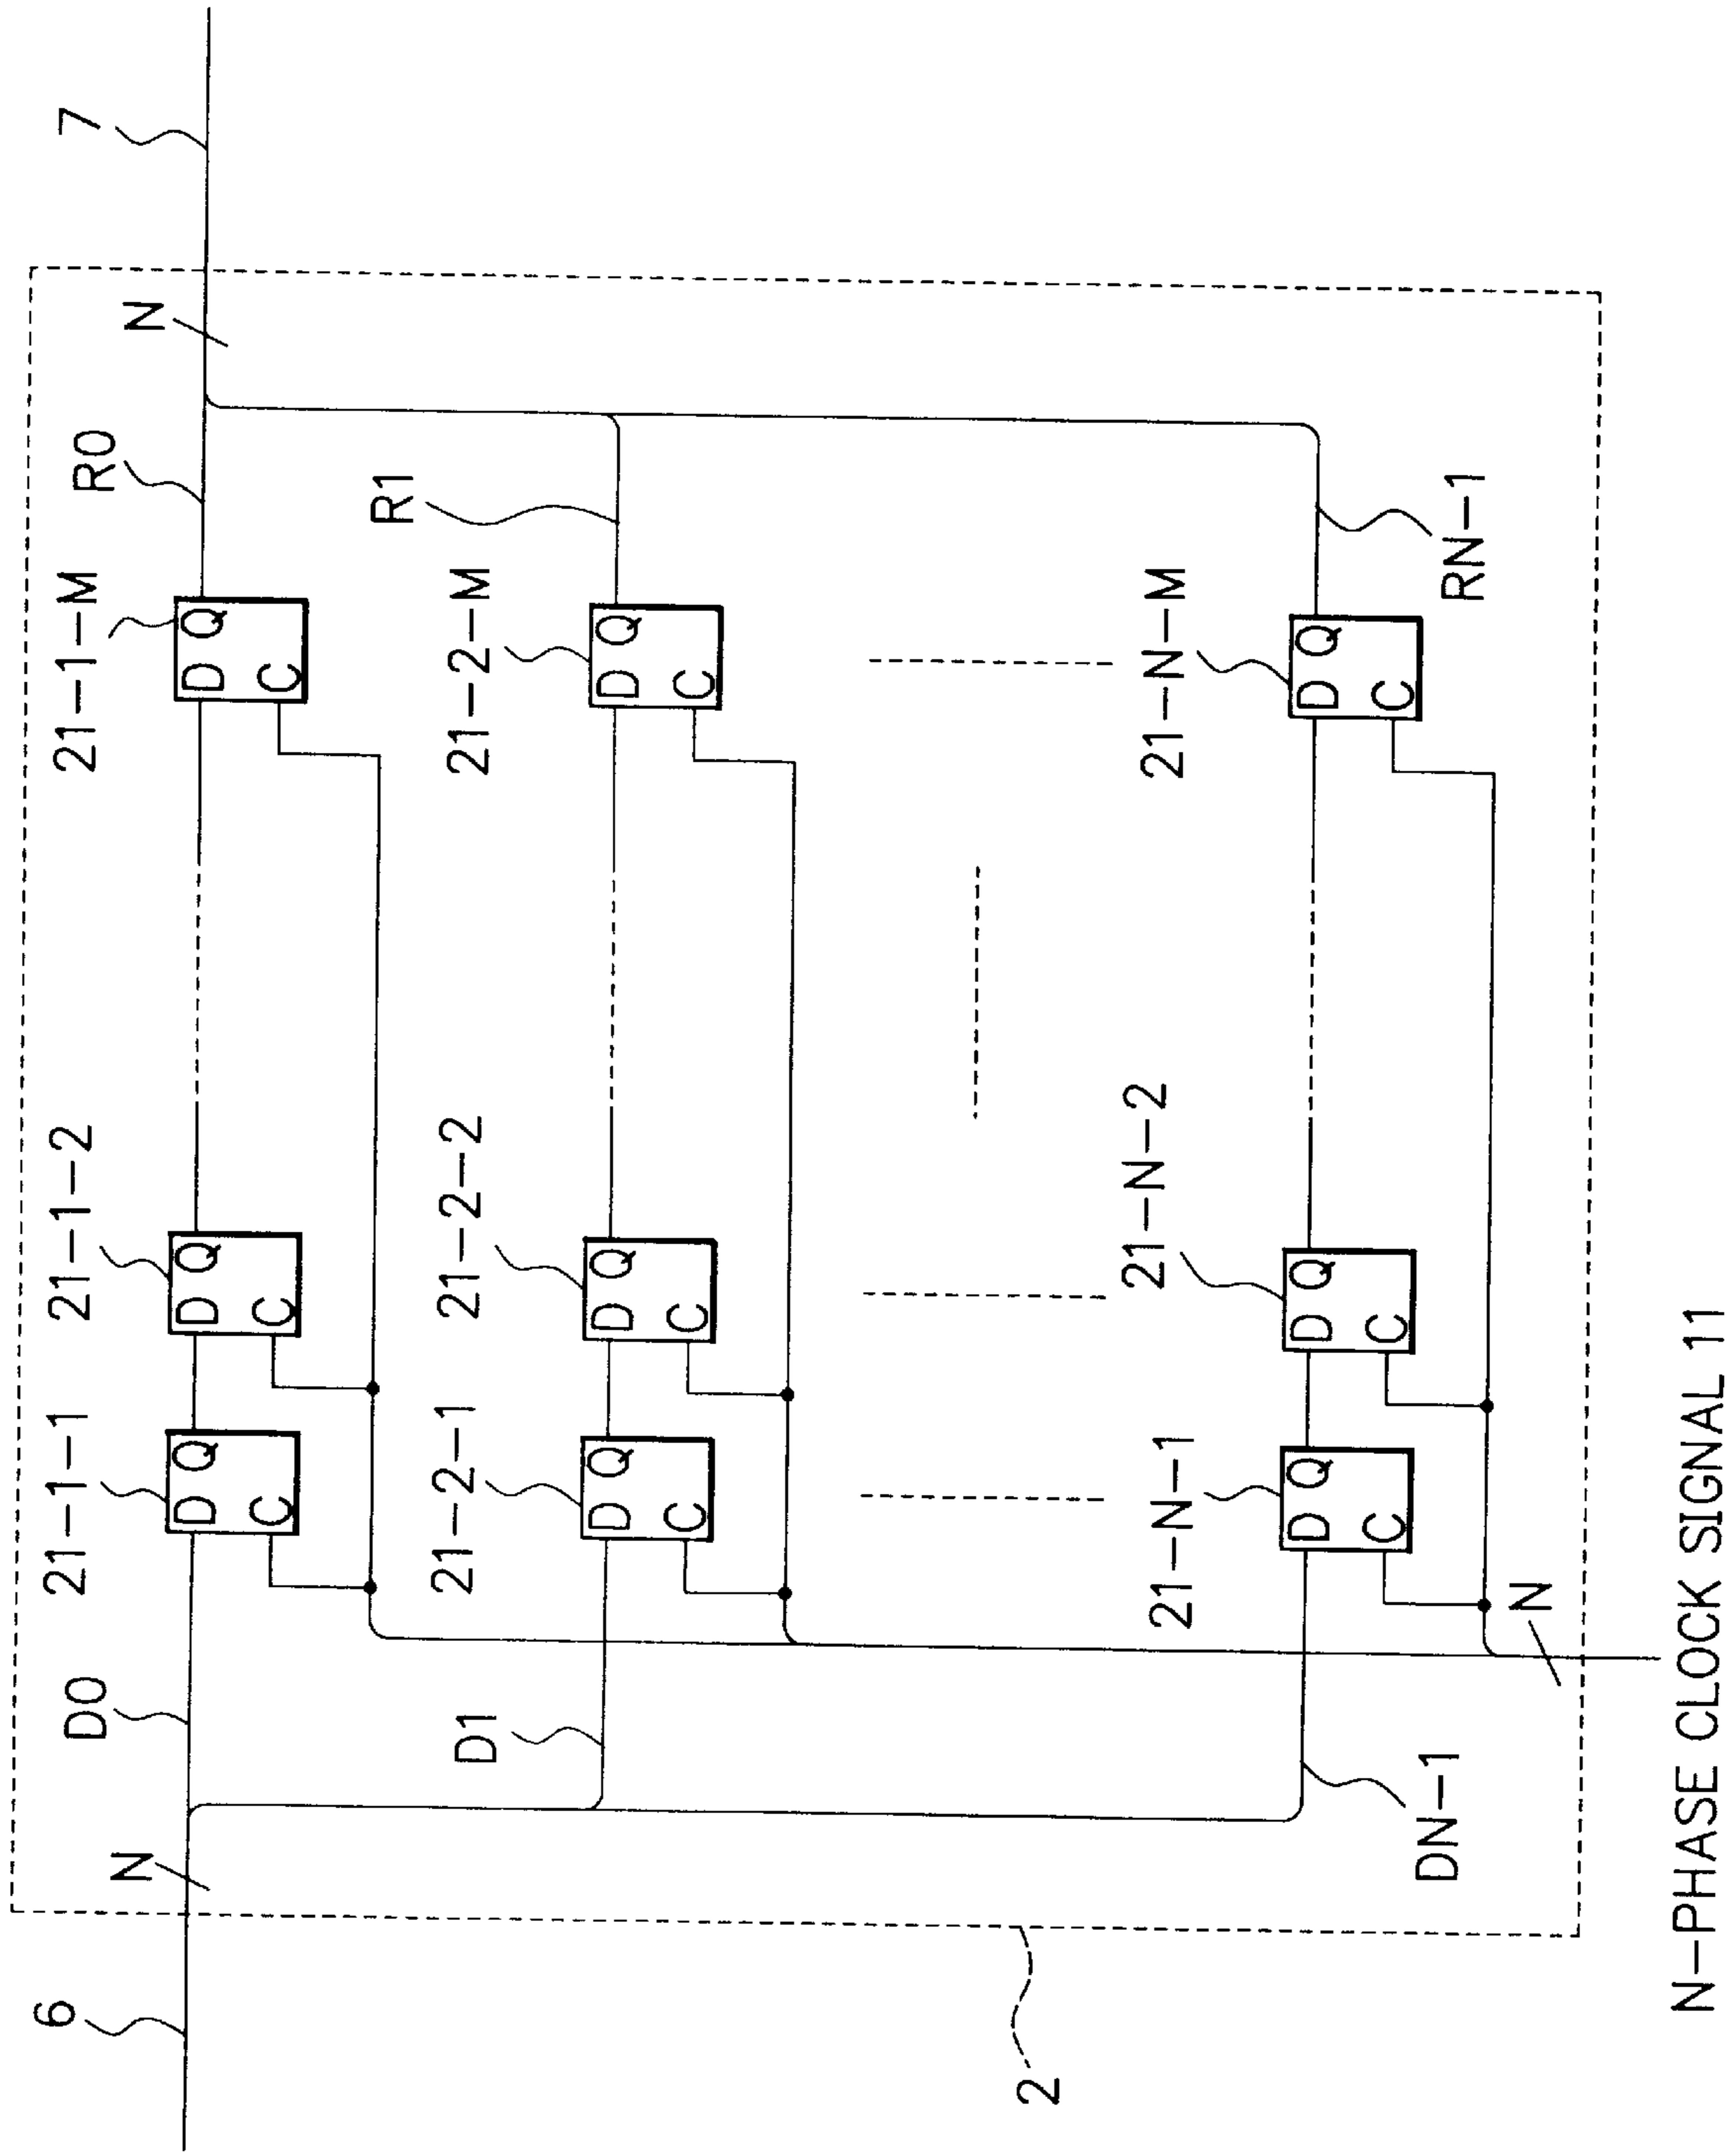 6
7
N
D0
21-1-1
21-1-2
21-1-M
R0
N
D Q
C
D Q
C
D Q
C
D1
21-2-1
21-2-2
21-2-M
R1
D Q
C
D Q
C
D Q
C
DN-1
21-N-1
21-N-2
21-N-M
RN-1
D Q
C
D Q
C
D Q
C
N
2
N-PHASE CLOCK SIGNAL 11